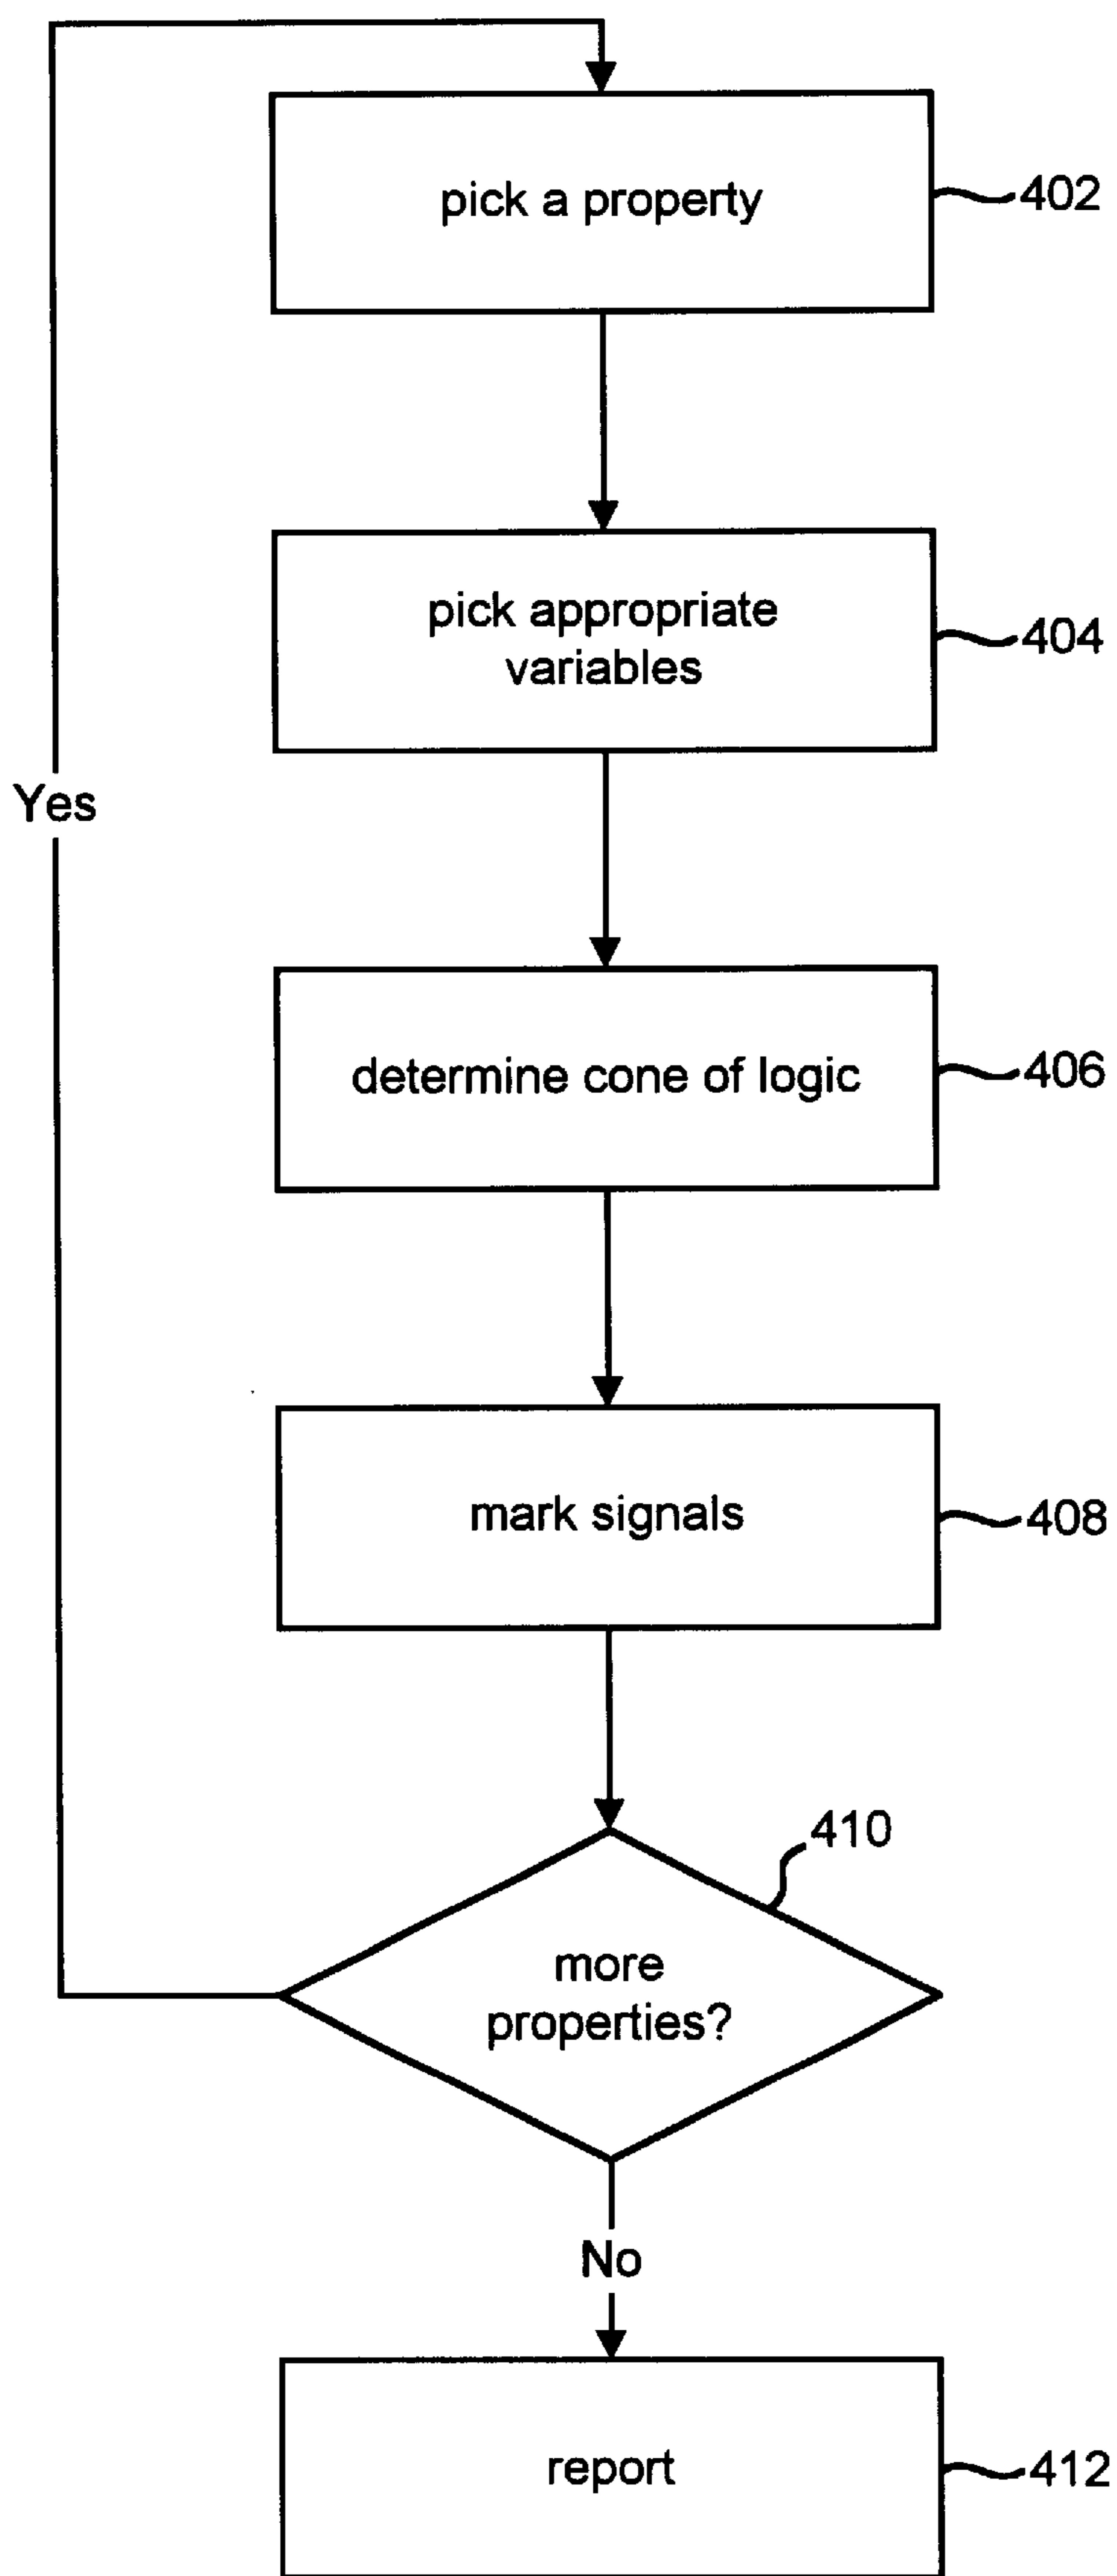 pick a property
402
pick appropriate
variables
404
Yes
determine cone of logic
406
mark signals
408
410
more
properties?
No
report
412